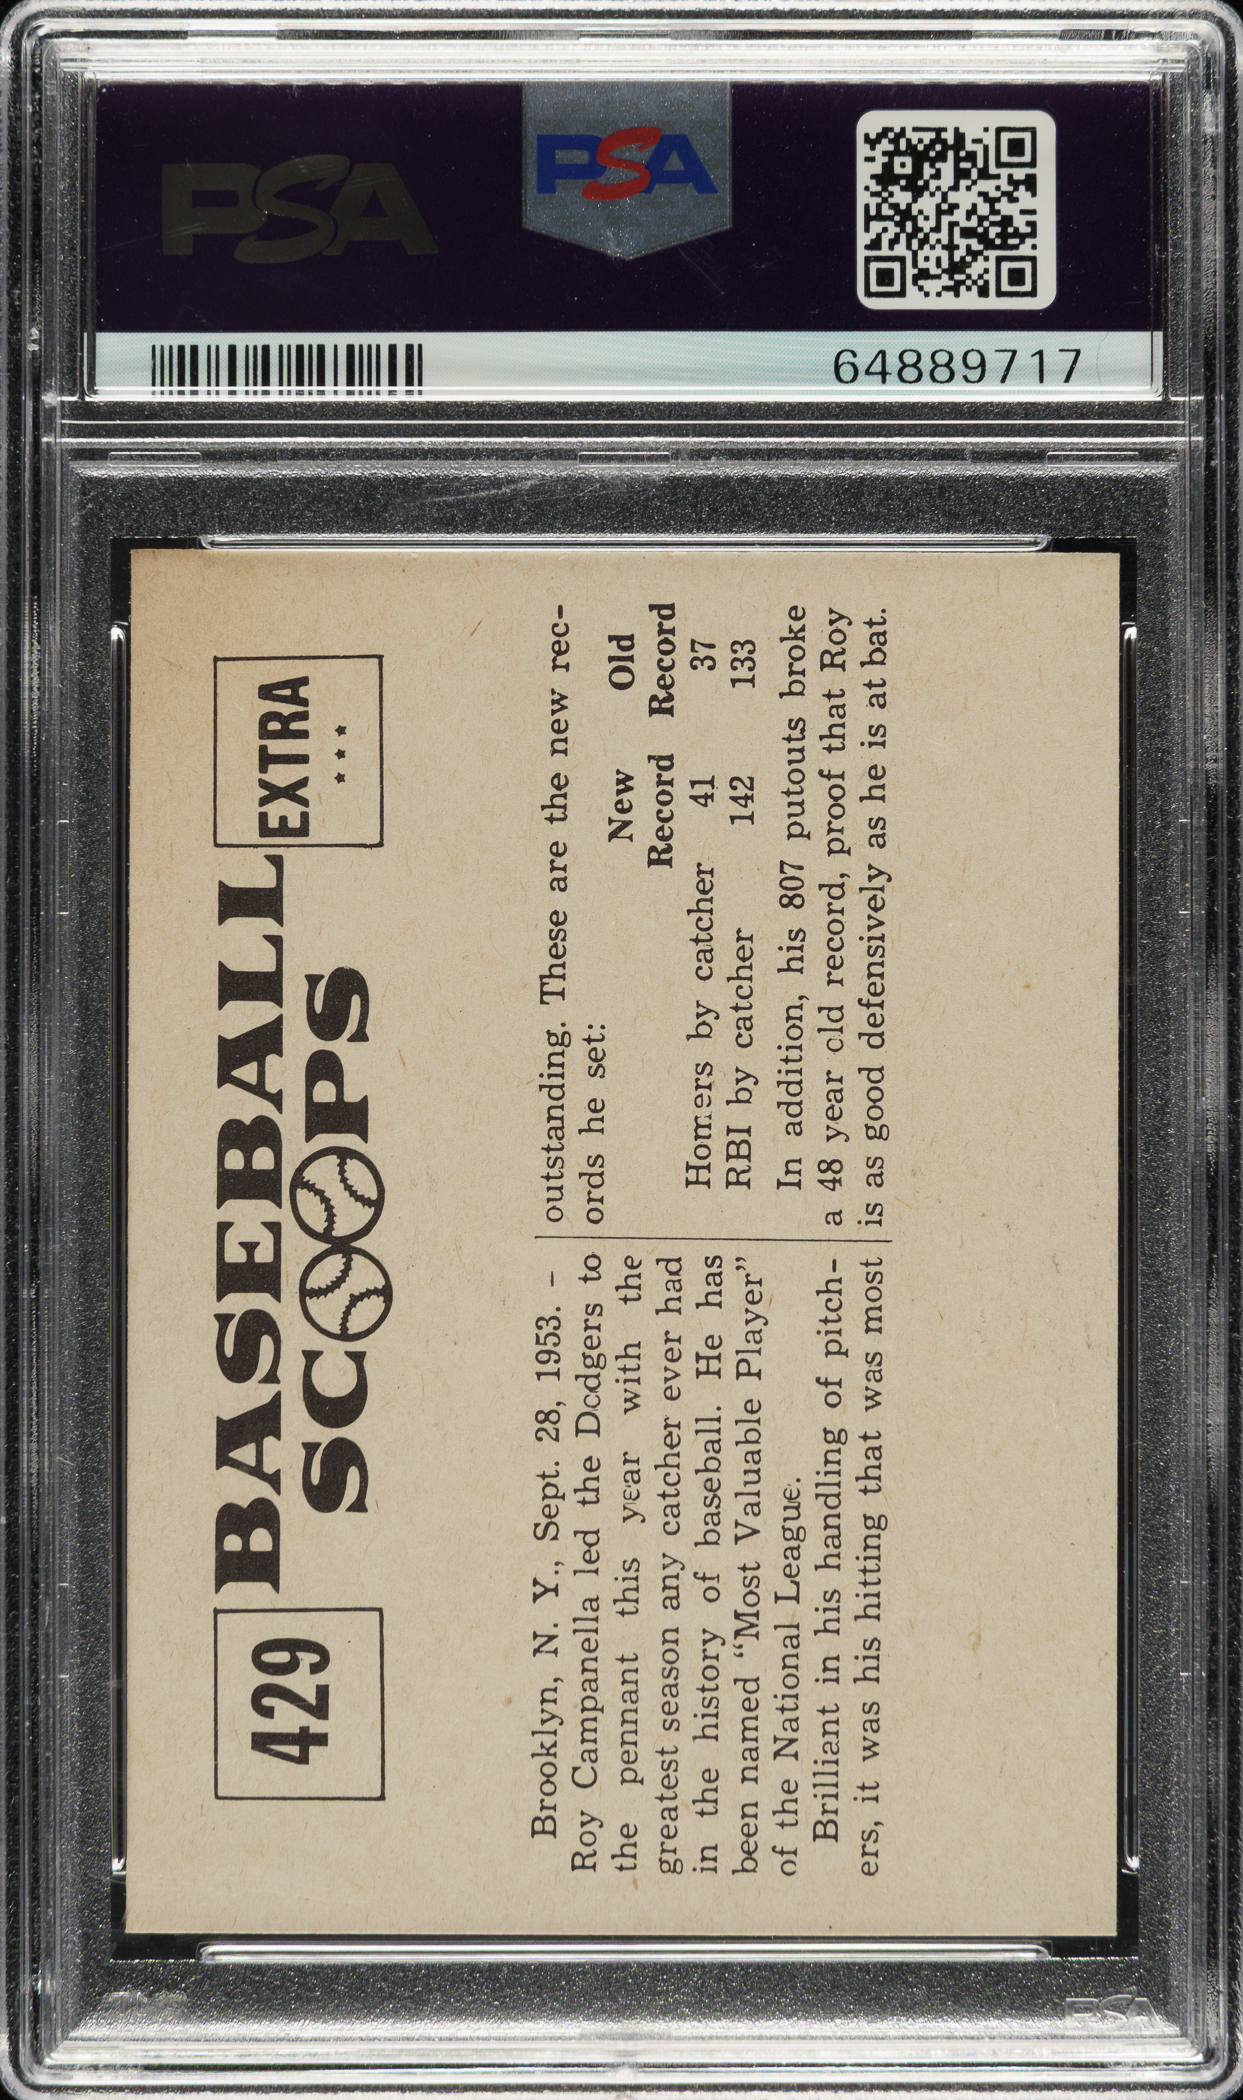 PSA
PSA
64889717
429
BASEBALL
SCOOPS
EXTRA
Brooklyn, N. Y., Sept. 28, 1953. –
Roy Campanella led the Dodgers to
the pennant this year with the
greatest season any catcher ever had
in the history of baseball. He has
been named “Most Valuable Player”
of the National League.
Brilliant in his handling of pitch-
ers, it was his hitting that was most
outstanding. These are the new rec-
ords he set:
New Old
Record Record
Homers by catcher 41 37
RBI by catcher 142 133
In addition, his 807 putouts broke
a 48 year old record, proof that Roy
is as good defensively as he is at bat.
PSA